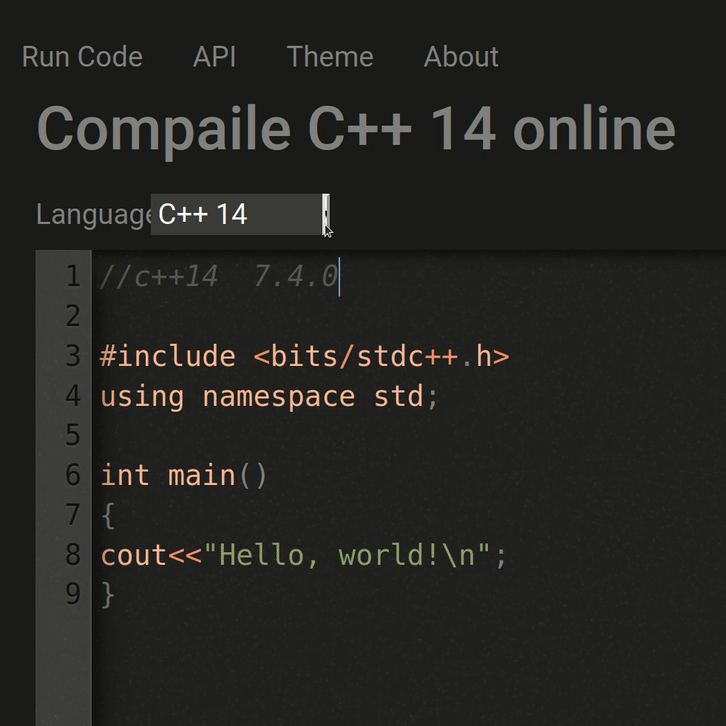 Run Code API Theme About
Compaile C++ 14 online
Language C++ 14
1 //c++14  7.4.0
2
3 #include <bits/stdc++.h>
4 using namespace std;
5
6 int main()
7 {
8 cout<<"Hello, world!\n";
9 }